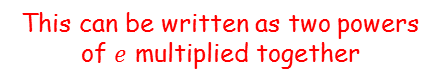 This can be written as two powers
of e multiplied together